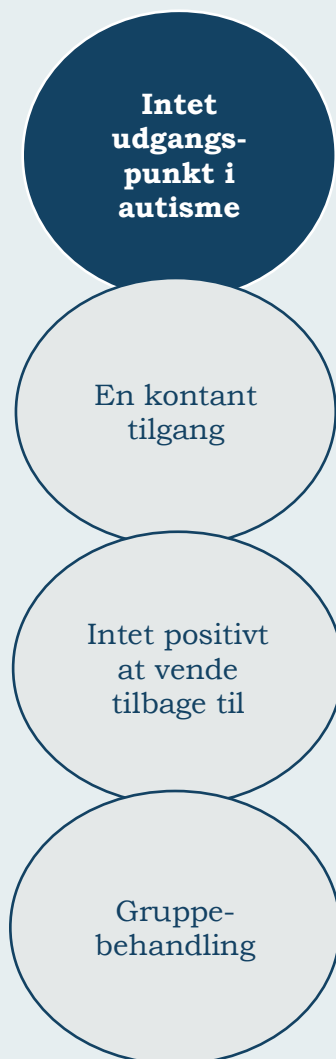 Intet
udgangs-
punkt i
autisme
En kontant
tilgang
Intet positivt
at vende
tilbage til
Gruppe-
behandling